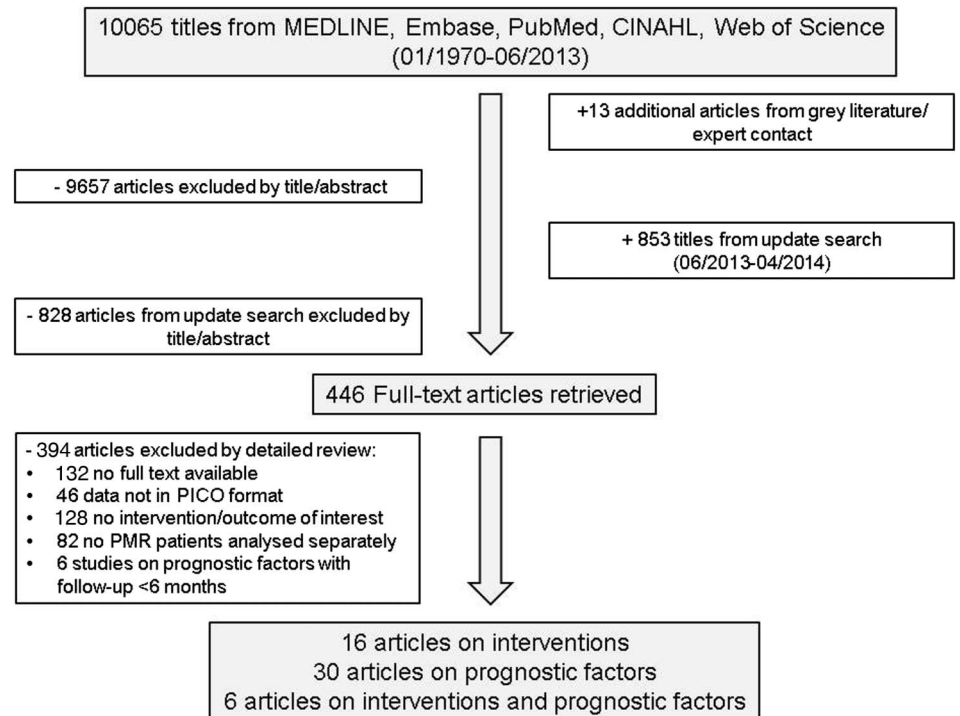 10065 titles from MEDLINE, Embase, PubMed, CINAHL, Web of Science
(01/1970-06/2013)
+13 additional articles from grey literature/
expert contact
- 9657 articles excluded by title/abstract
+ 853 titles from update search
(06/2013-04/2014)
- 828 articles from update search excluded by
title/abstract
446 Full-text articles retrieved
- 394 articles excluded by detailed review:
• 132 no full text available
• 46 data not in PICO format
• 128 no intervention/outcome of interest
• 82 no PMR patients analysed separately
• 6 studies on prognostic factors with
follow-up <6 months
16 articles on interventions
30 articles on prognostic factors
6 articles on interventions and prognostic factors